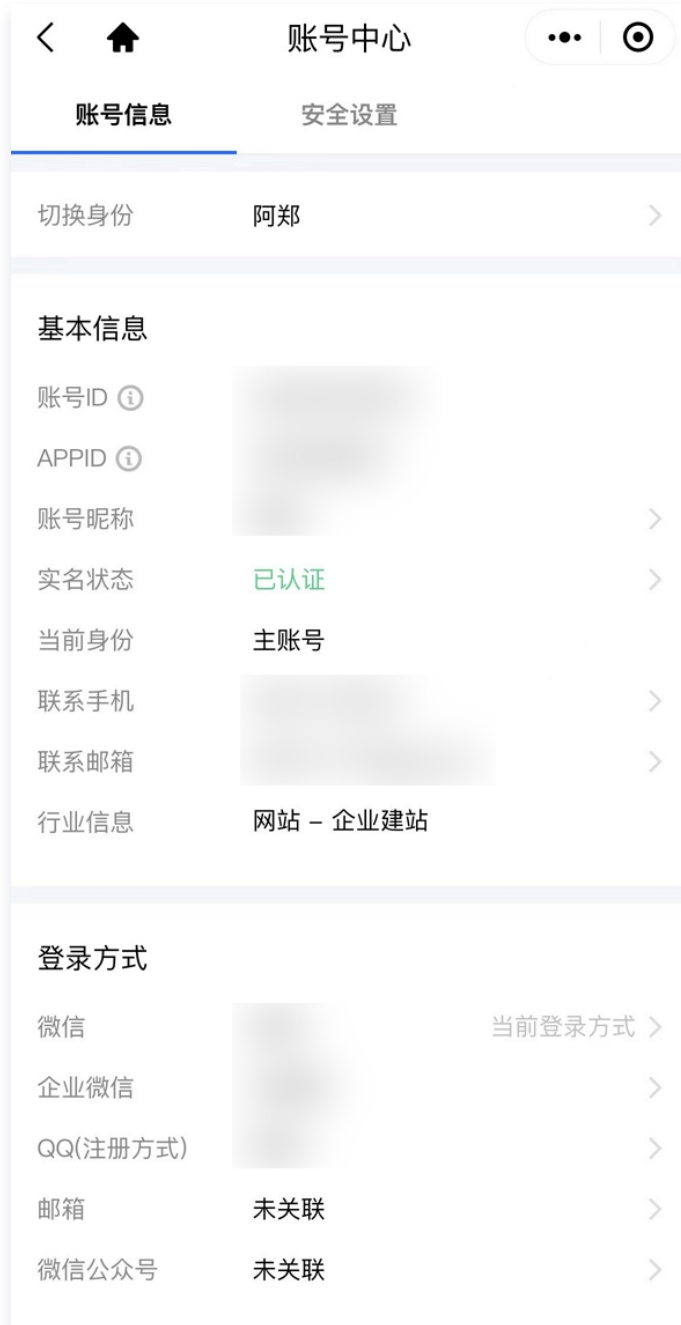 账号中心
账号信息 安全设置
切换身份 阿郑
基本信息
账号ID
APPID
账号昵称
实名状态 已认证
当前身份 主账号
联系手机
联系邮箱
行业信息 网站 – 企业建站
登录方式
微信 当前登录方式
企业微信
QQ(注册方式)
邮箱 未关联
微信公众号 未关联